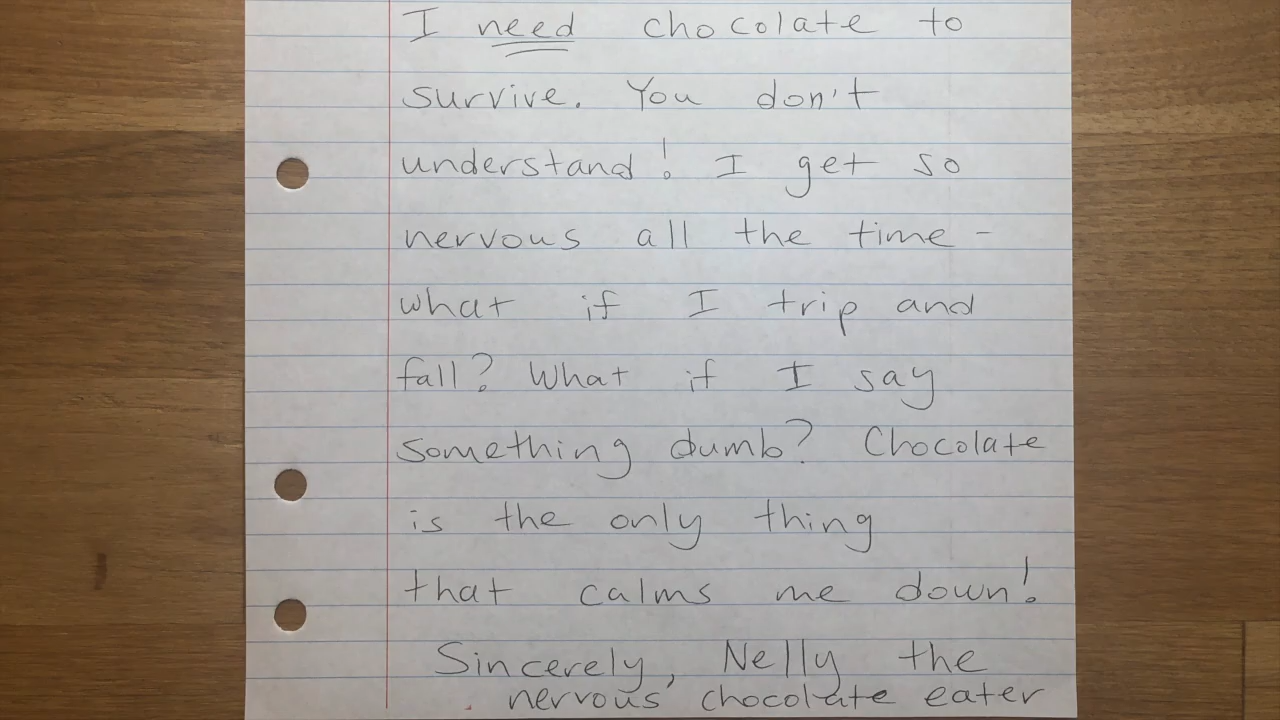 I need chocolate to
survive. You don't
understand! I get so
nervous all the time -
what if I trip and
fall? What if I say
something dumb? Chocolate
is the only thing
that calms me down!
Sincerely, Nelly the
nervous chocolate eater